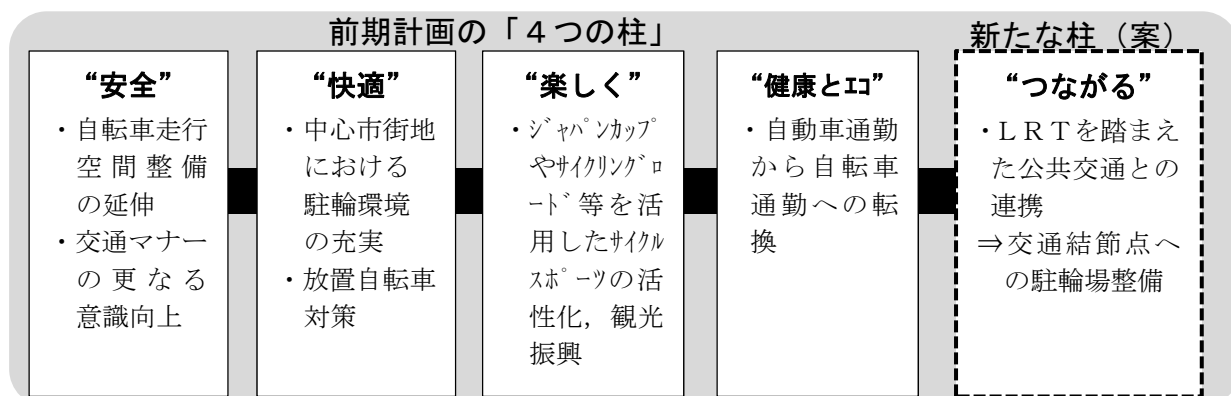 前期計画の「４つの柱」
新たな柱（案）
“安全”
・自転車走行
空間整備
の延伸
・交通マナー
の更なる
意識向上
“快適”
・中心市街地
における
駐輪環境
の充実
・放置自転車
対策
“楽しく”
・ｼﾞｬﾊﾟﾝカップ
やｻｲｸﾘﾝｸﾞﾛ
ｰﾄﾞ等を活
用したｻｲｸﾙ
ｽﾎﾟｰﾂの活
性化，観光
振興
“健康とｴｺ”
・自動車通勤
から自転車
通勤への転
換
“つながる”
・ＬＲＴを踏まえ
た公共交通との
連携
⇒交通結節点へ
の駐輪場整備